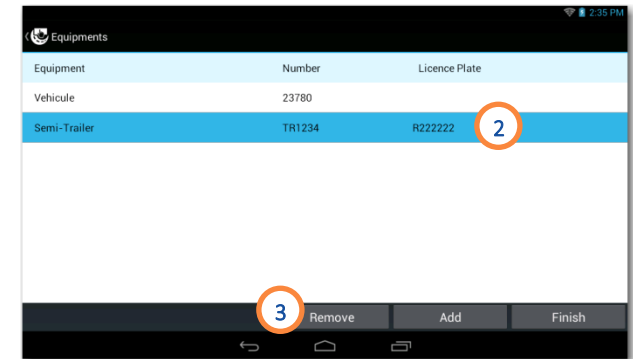 2:35 PM
Equipments
Equipment Number Licence Plate
Vehicule 23780
Semi-Trailer TR1234 R222222 2
3 Remove Add Finish